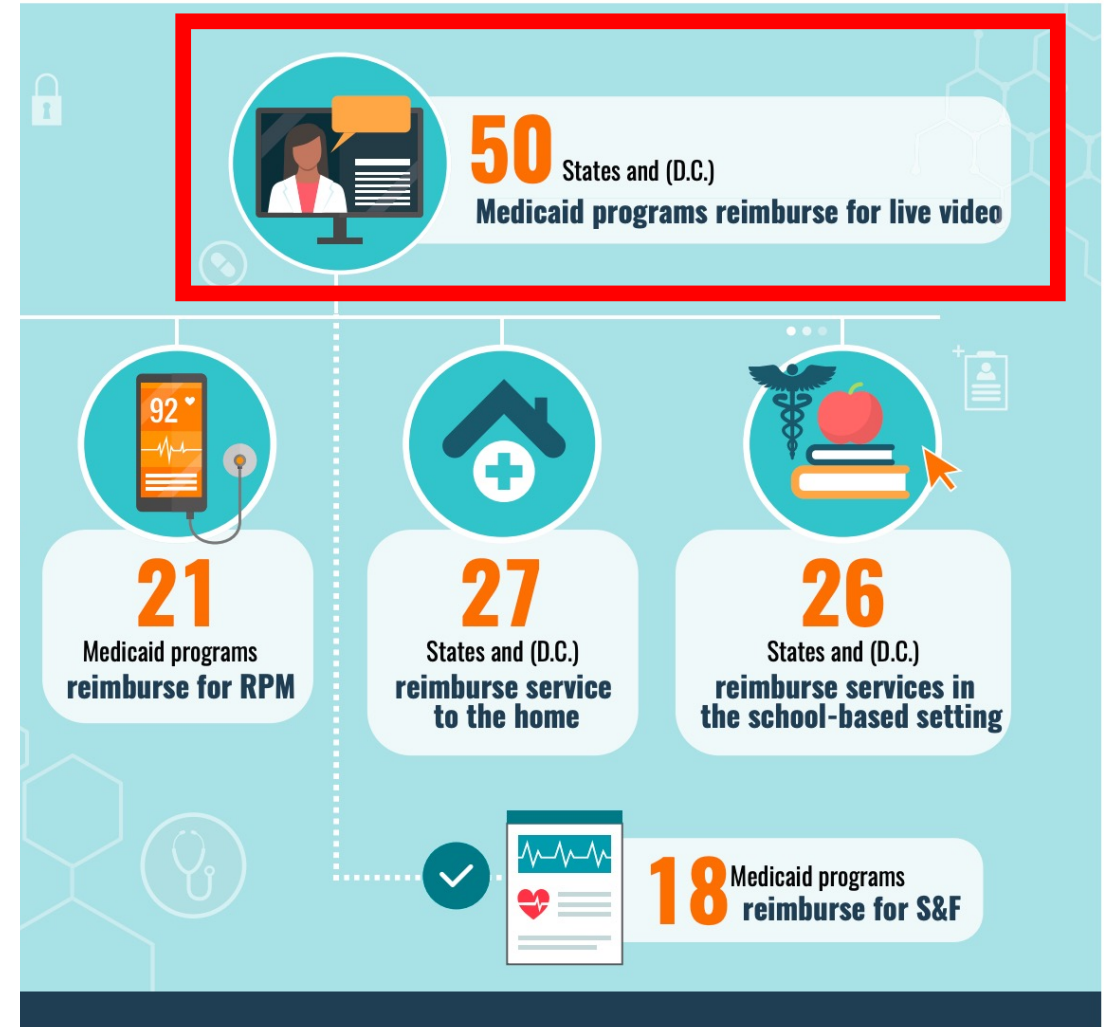 50 States and (D.C.)
Medicaid programs reimburse for live video
92
21
Medicaid programs
reimburse for RPM
27
States and (D.C.)
reimburse service
to the home
26
States and (D.C.)
reimburse services in
the school-based setting
18 Medicaid programs
reimburse for S&F